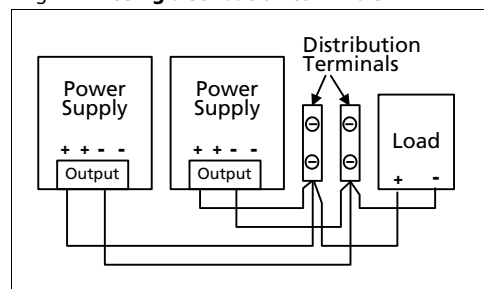 Distribution
Terminals
Power
Supply
Power
Supply
Load
+ + - -
+ + - -
Output
Output
+ -